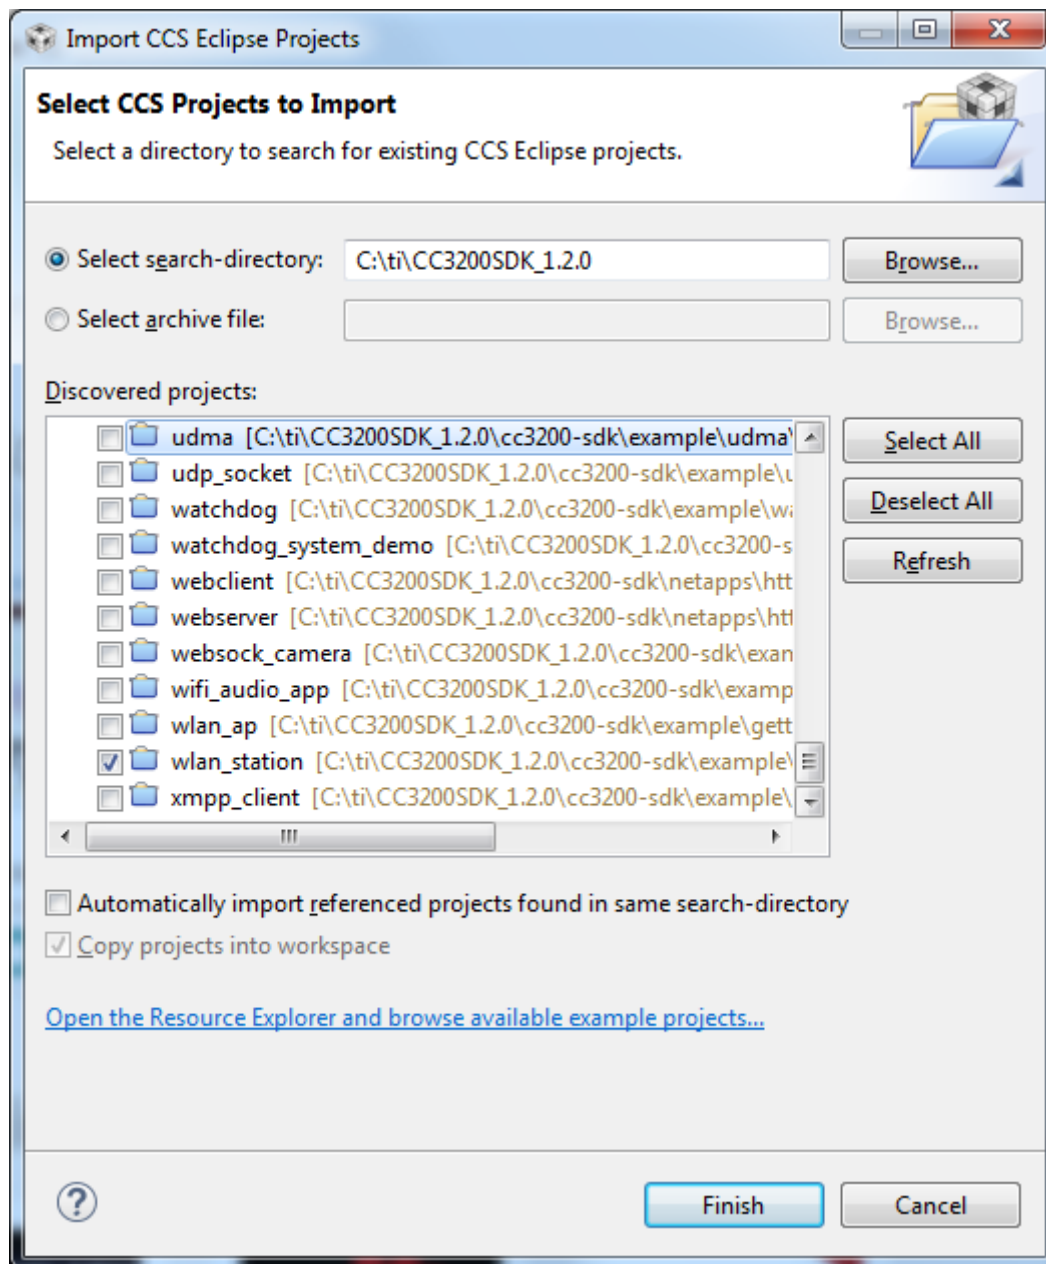 Import CCS Eclipse Projects
Select CCS Projects to Import
Select a directory to search for existing CCS Eclipse projects.
Select search-directory: C:\ti\CC3200SDK_1.2.0 Browse...
Select archive file: Browse...
Discovered projects:
udma [C:\ti\CC3200SDK_1.2.0\cc3200-sdk\example\udma\ Select All
udp_socket [C:\ti\CC3200SDK_1.2.0\cc3200-sdk\example\u
watchdog [C:\ti\CC3200SDK_1.2.0\cc3200-sdk\example\wa Deselect All
watchdog_system_demo [C:\ti\CC3200SDK_1.2.0\cc3200-s
webclient [C:\ti\CC3200SDK_1.2.0\cc3200-sdk\netapps\htt Refresh
webserver [C:\ti\CC3200SDK_1.2.0\cc3200-sdk\netapps\htt
websock_camera [C:\ti\CC3200SDK_1.2.0\cc3200-sdk\exan
wifi_audio_app [C:\ti\CC3200SDK_1.2.0\cc3200-sdk\examp
wlan_ap [C:\ti\CC3200SDK_1.2.0\cc3200-sdk\example\gett
wlan_station [C:\ti\CC3200SDK_1.2.0\cc3200-sdk\example\
xmpp_client [C:\ti\CC3200SDK_1.2.0\cc3200-sdk\example\
Automatically import referenced projects found in same search-directory
Copy projects into workspace
Open the Resource Explorer and browse available example projects...
? Finish Cancel